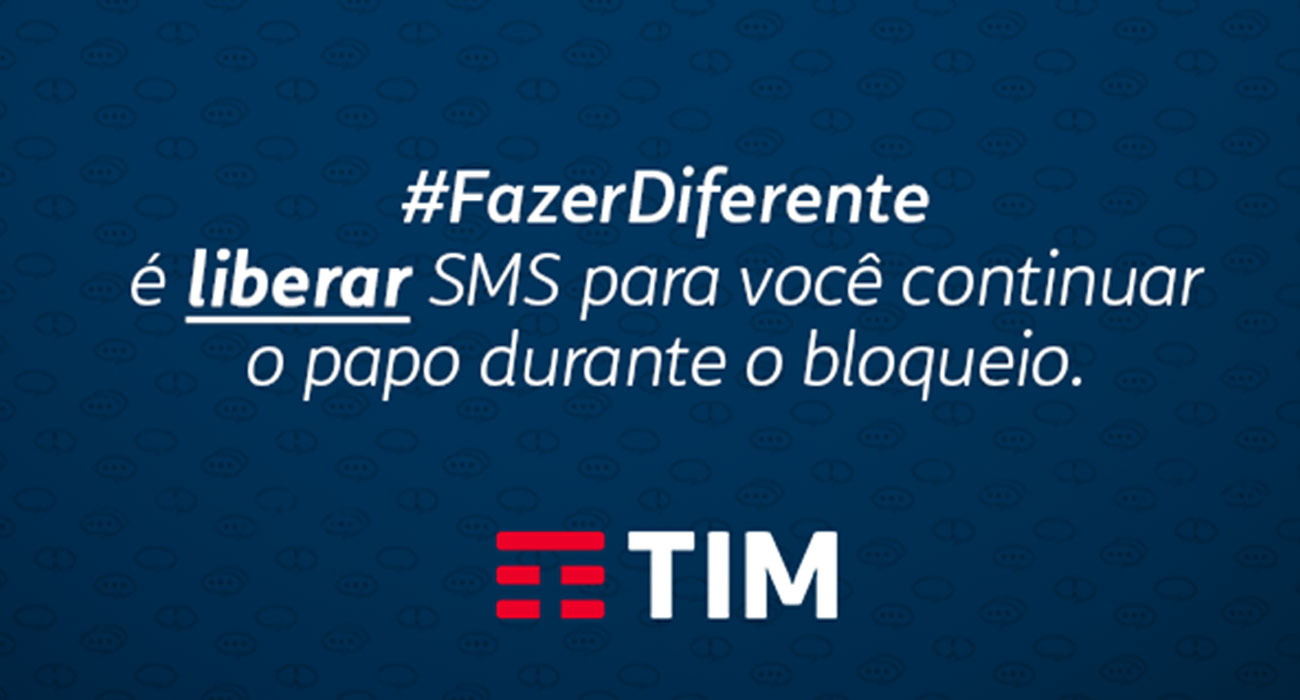 #FazerDiferente
é liberar SMS para você continuar
o papo durante o bloqueio.
TIM